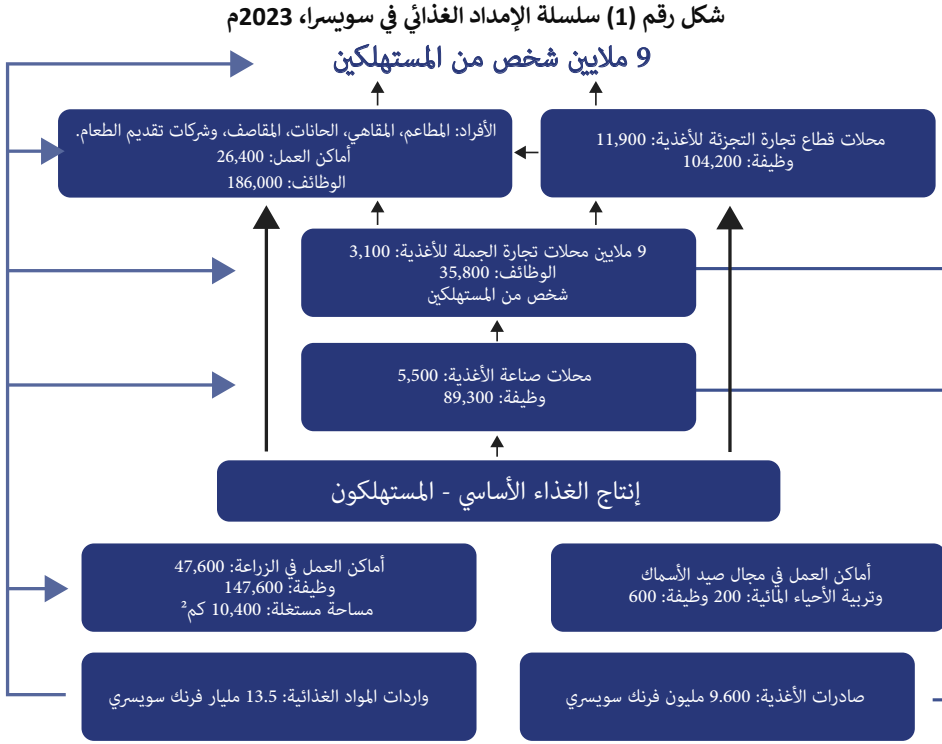 شكل رقم (1) سلسلة الإمداد الغذائي في سويسرا، 2023م
9 ملايين شخص من المستهلكين
محلات قطاع تجارة التجزئة للأغذية: 11,900
وظيفة: 104,200
الأفراد: المطاعم، المقاهي، الحانات، المقاصف، وشركات تقديم الطعام.
أماكن العمل: 26,400
الوظائف: 186,000
9 ملايين محلات تجارة الجملة للأغذية: 3,100
الوظائف: 35,800
شخص من المستهلكين
محلات صناعة الأغذية: 5,500
وظيفة: 89,300
إنتاج الغذاء الأساسي - المستهلكون
أماكن العمل في مجال صيد الأسماك
وتربية الأحياء المائية: 200 وظيفة: 600
أماكن العمل في الزراعة: 47,600
وظيفة: 147,600
مساحة مستغلة: 10,400 كم²
صادرات الأغذية: 9.600 مليون فرنك سويسري
واردات المواد الغذائية: 13.5 مليار فرنك سويسري